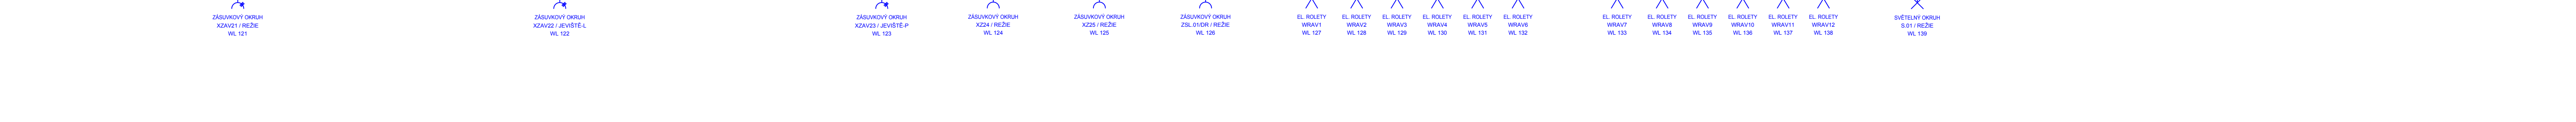 ZÁSUVKOVÝ OKRUH
XZAV21 / REŽIE
WL 121
ZÁSUVKOVÝ OKRUH
XZAV22 / JEVIŠTĚ-L
WL 122
ZÁSUVKOVÝ OKRUH
XZAV23 / JEVIŠTĚ-P
WL 123
ZÁSUVKOVÝ OKRUH
XZ24 / REŽIE
WL 124
ZÁSUVKOVÝ OKRUH
XZ25 / REŽIE
WL 125
ZÁSUVKOVÝ OKRUH
ZSL.01/DR / REŽIE
WL 126
EL. ROLETY
WRAV1
WL 127
EL. ROLETY
WRAV2
WL 128
EL. ROLETY
WRAV3
WL 129
EL. ROLETY
WRAV4
WL 130
EL. ROLETY
WRAV5
WL 131
EL. ROLETY
WRAV6
WL 132
EL. ROLETY
WRAV7
WL 133
EL. ROLETY
WRAV8
WL 134
EL. ROLETY
WRAV9
WL 135
EL. ROLETY
WRAV10
WL 136
EL. ROLETY
WRAV11
WL 137
EL. ROLETY
WRAV12
WL 138
SVĚTELNÝ OKRUH
S.01 / REŽIE
WL 139